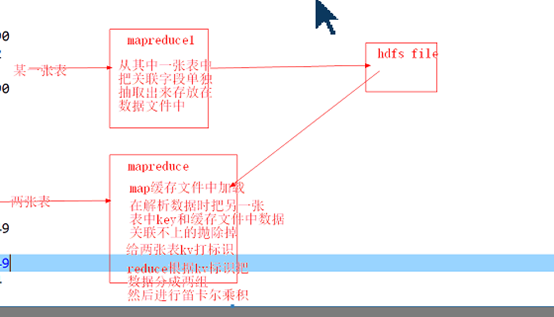 90
mapreduce1
hdfs file
某一张表
从其中一张表中
把关联字段单独
抽取出来存放在
数据文件中
90
mapreduce
map缓存文件中加载
两张表
在解析数据时把另一张
表中key和缓存文件中数据
关联不上的抛除掉
49
给两张表kv打标识
49
reduce根据kv标识把
数据分成两组
然后进行笛卡尔乘积